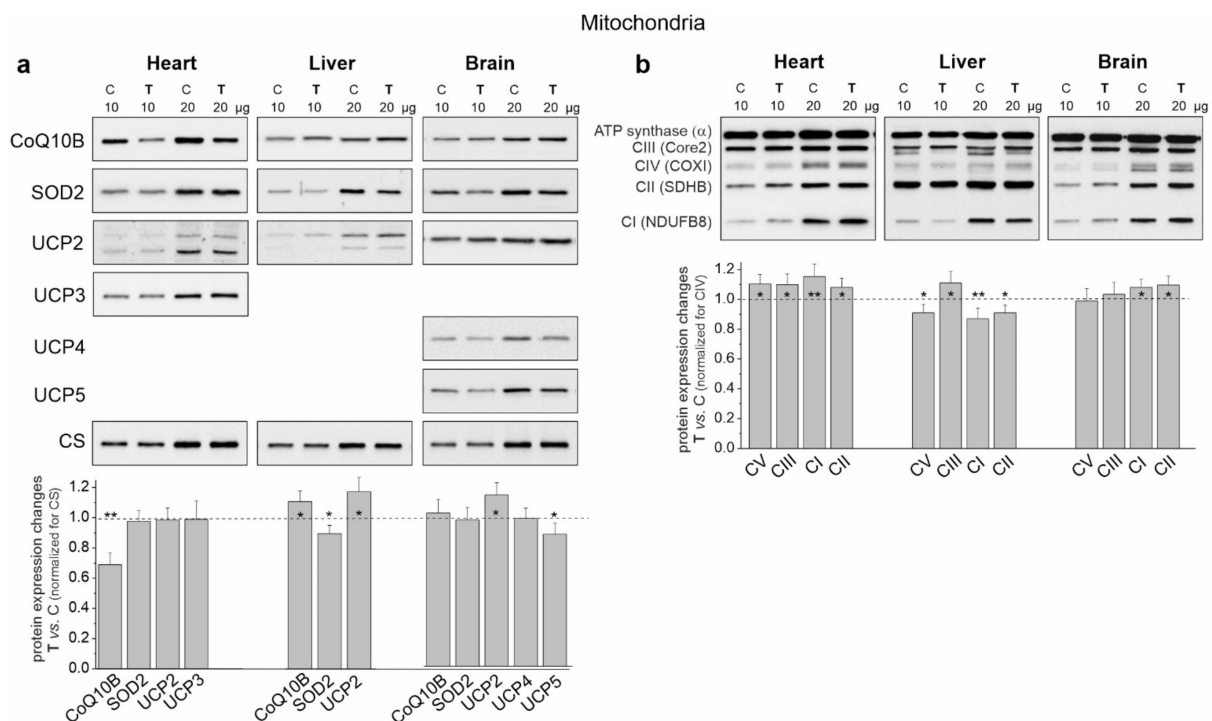 Mitochondria
a
Heart Liver Brain
C T C T C T C T C T C T
10 10 20 20 10 10 20 20 10 10 20 20 µg
CoQ10B
SOD2
UCP2
UCP3
UCP4
UCP5
CS
protein expression changes
T vs. C (normalized for CS)
1.2
1.0
0.8
0.6
0.4
0.2
0.0
** * * * * *
CoQ10B SOD2 UCP2 UCP3 CoQ10B SOD2 UCP2 CoQ10B SOD2 UCP2 UCP4 UCP5
b
Heart Liver Brain
C T C T C T C T C T C T
10 10 20 20 10 10 20 20 10 10 20 20 µg
ATP synthase (α)
CIII (Core2)
CIV (COXI)
CII (SDHB)
CI (NDUFB8)
protein expression changes
T vs. C (normalized for CIV)
1.2
1.0
0.8
0.6
0.4
0.2
0.0
* * ** * * * ** * * *
CV CIII CI CII CV CIII CI CII CV CIII CI CII